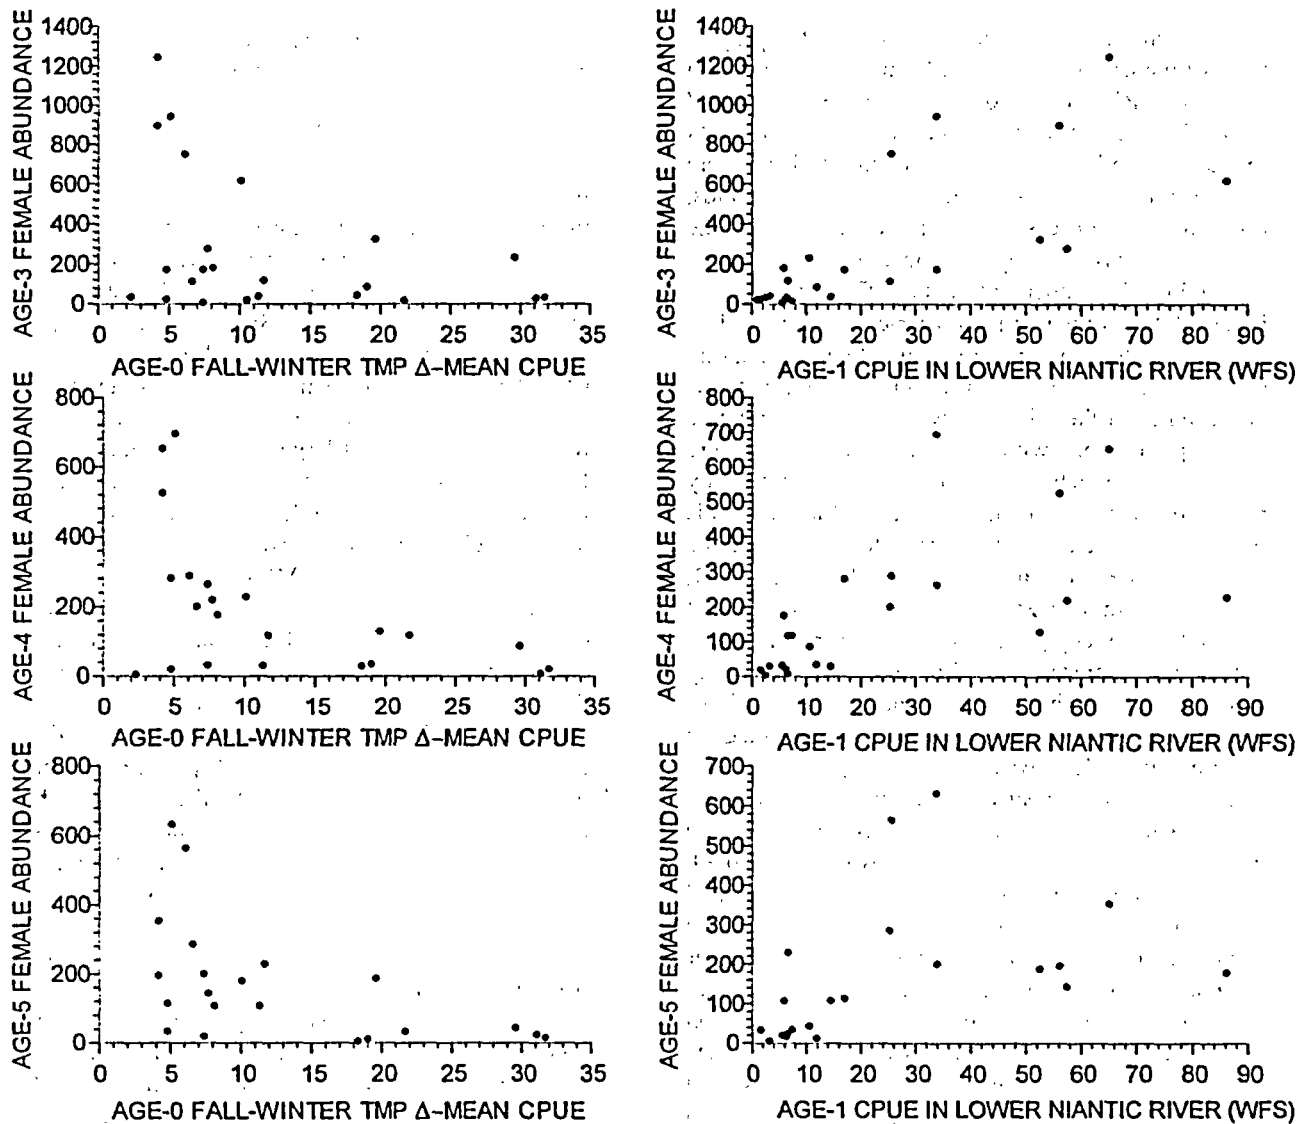 AGE-3 FEMALE ABUNDANCE
1400
1200
1000
800
600
400
200
0
0 5 10 15 20 25 30 35
AGE-0 FALL-WINTER TMP Δ-MEAN CPUE
AGE-3 FEMALE ABUNDANCE
1400
1200
1000
800
600
400
200
0
0 10 20 30 40 50 60 70 80 90
AGE-1 CPUE IN LOWER NIANTIC RIVER (WFS)
AGE-4 FEMALE ABUNDANCE
800
600
400
200
0
0 5 10 15 20 25 30 35
AGE-0 FALL-WINTER TMP Δ-MEAN CPUE
AGE-4 FEMALE ABUNDANCE
800
700
600
500
400
300
200
100
0
0 10 20 30 40 50 60 70 80 90
AGE-1 CPUE IN LOWER NIANTIC RIVER (WFS)
AGE-5 FEMALE ABUNDANCE
800
600
400
200
0
0 5 10 15 20 25 30 35
AGE-0 FALL-WINTER TMP Δ-MEAN CPUE
AGE-5 FEMALE ABUNDANCE
700
600
500
400
300
200
100
0
0 10 20 30 40 50 60 70 80 90
AGE-1 CPUE IN LOWER NIANTIC RIVER (WFS)